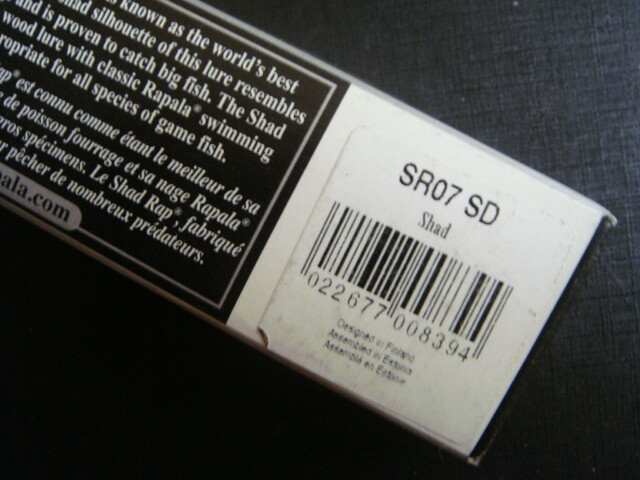 known as the world's best
shad silhouette of this lure resembles
and is proven to catch big fish. The Shad
wood lure with classic Rapala® swimming
for all species of game fish.
est connu comme étant le meilleur de sa
de poisson fourrage et sa nage Rapala®
spécimens. Le Shad Rap®, fabriqué
pêcher de nombreux prédateurs.
pala.com
SR07 SD
Shad
022677 008394
Designed in Finland
Assembled in Estonia
Assemblé en Estonie